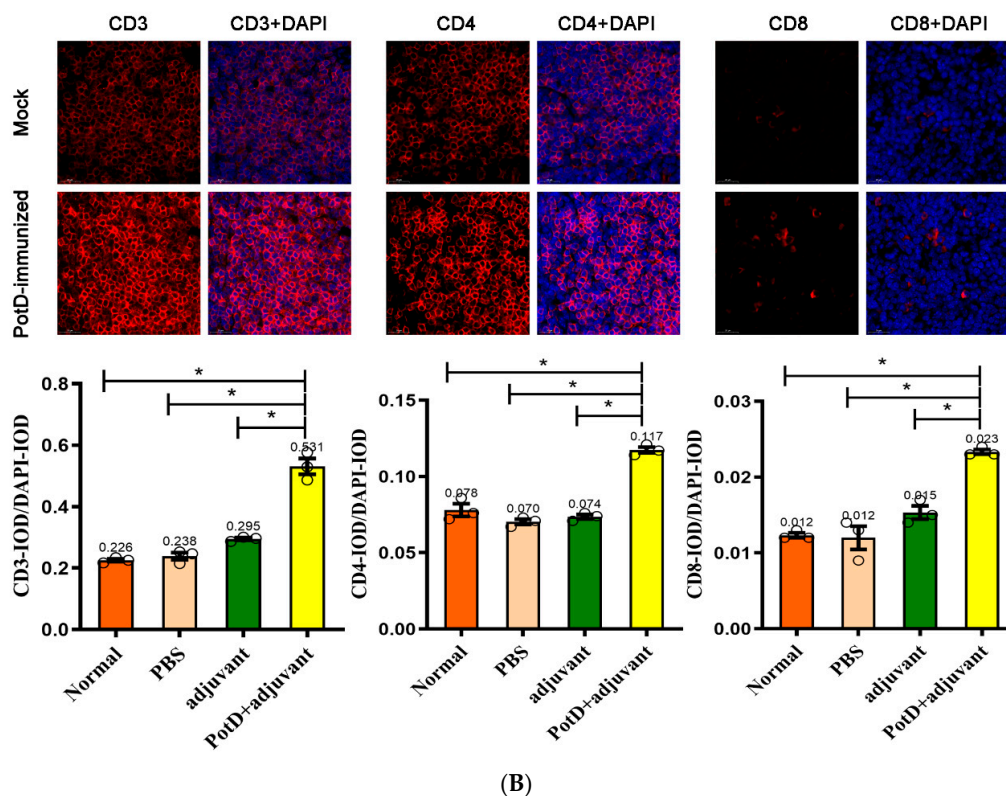 CD3 CD3+DAPI CD4 CD4+DAPI CD8 CD8+DAPI
Mock
PotD-immunized
CD3-IOD/DAPI-IOD
0.8
0.6
0.4
0.2
0.0
*
*
*
0.226
0.238
0.295
0.531
Normal
PBS
adjuvant
PotD+adjuvant
CD4-IOD/DAPI-IOD
0.15
0.10
0.05
0.00
*
*
*
0.078
0.070
0.074
0.117
Normal
PBS
adjuvant
PotD+adjuvant
CD8-IOD/DAPI-IOD
0.03
0.02
0.01
0.00
*
*
*
0.012
0.012
0.015
0.023
Normal
PBS
adjuvant
PotD+adjuvant
(B)